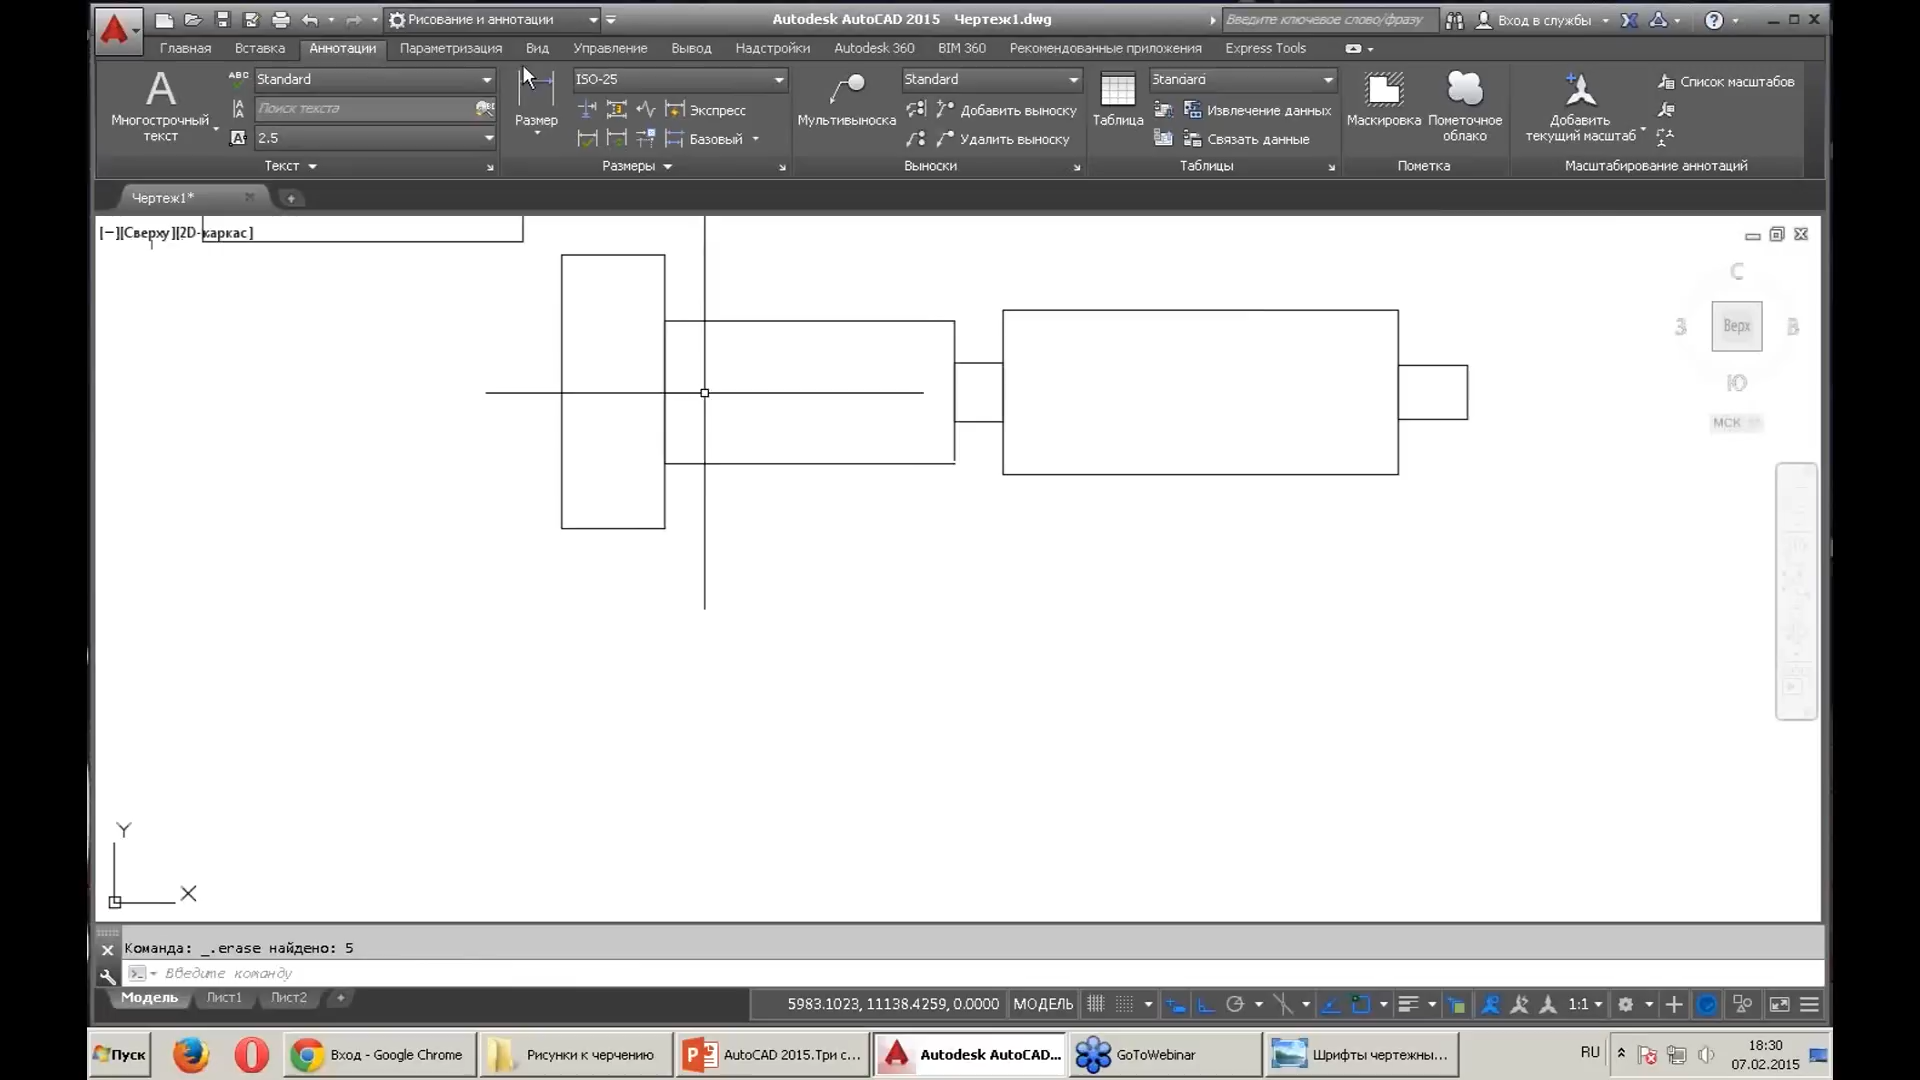 Рисование и аннотации
Autodesk AutoCAD 2015 Чертеж1.dwg
Введите ключевое слово/фразу
Вход в службы
Главная Вставка Аннотации Параметризация Вид Управление Вывод Надстройки Autodesk 360 BIM 360 Рекомендованные приложения Express Tools
Многострочный текст
ABC Standard
Поиск текста
2.5
Текст
Размер
ISO-25
Экспресс
Базовый
Размеры
Мультивыноска
Standard
Добавить выноску
Удалить выноску
Выноски
Таблица
Standard
Извлечение данных
Связать данные
Таблицы
Маскировка
Пометочное облако
Пометка
Добавить текущий масштаб
Список масштабов
Масштабирование аннотаций
Чертеж1*
[−][Сверху][2D-каркас]
С
З Верх В
Ю
МСК
Y
X
Команда: _.erase найдено: 5
Введите команду
Модель Лист1 Лист2
5983.1023, 11138.4259, 0.0000 МОДЕЛЬ 1:1
Пуск
Вход - Google Chrome
Рисунки к черчению
AutoCAD 2015.Три с...
Autodesk AutoCAD...
GoToWebinar
Шрифты чертежны...
RU
18:30
07.02.2015